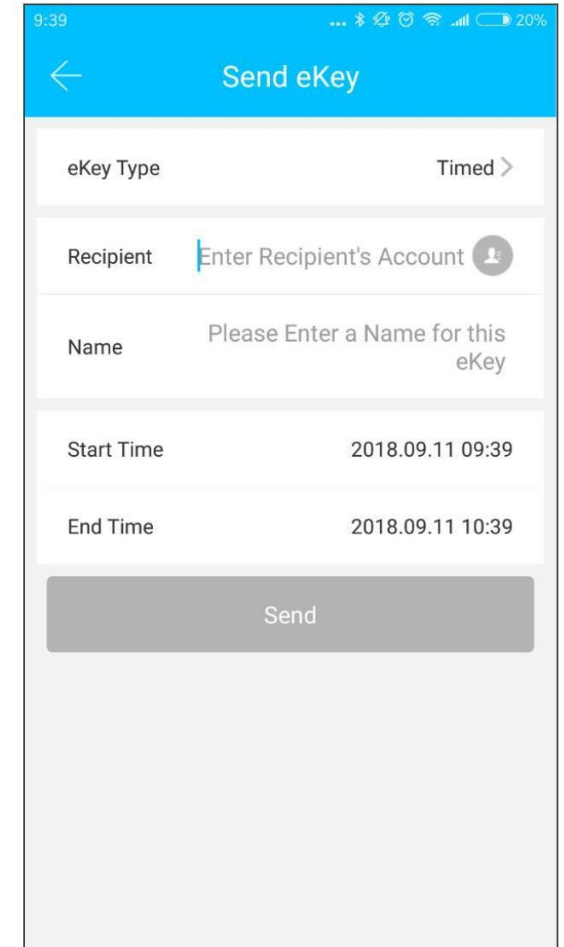 9:39 ... 20%
Send eKey
eKey Type Timed
Recipient Enter Recipient's Account
Name Please Enter a Name for this
eKey
Start Time 2018.09.11 09:39
End Time 2018.09.11 10:39
Send